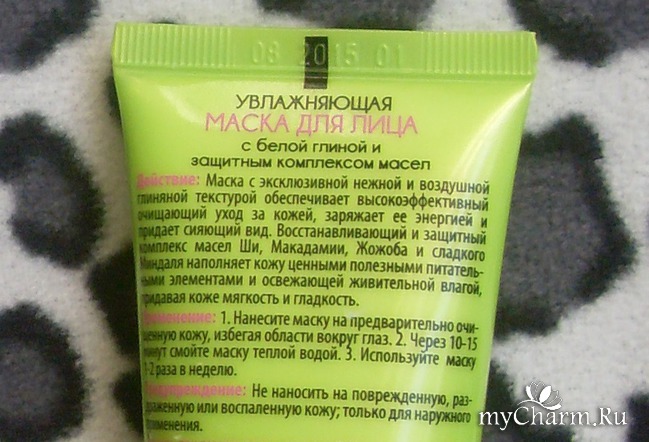 08 2015 01
УВЛАЖНЯЮЩАЯ
МАСКА ДЛЯ ЛИЦА
с белой глиной и
защитным комплексом масел
Действие: Маска с эксклюзивной нежной и воздушной
глиняной текстурой обеспечивает высокоэффективный
очищающий уход за кожей, заряжает ее энергией и
придает сияющий вид. Восстанавливающий и защитный
комплекс масел Ши, Макадамии, Жожоба и сладкого
Миндаля наполняет кожу ценными полезными питатель-
ными элементами и освежающей живительной влагой,
придавая коже мягкость и гладкость.
Применение: 1. Нанесите маску на предварительно очи-
щенную кожу, избегая области вокруг глаз. 2. Через 10-15
минут смойте маску теплой водой. 3. Используйте маску
1-2 раза в неделю.
Предупреждение: Не наносить на поврежденную, раз-
драженную или воспаленную кожу; только для наружного
применения.
myCharm.Ru